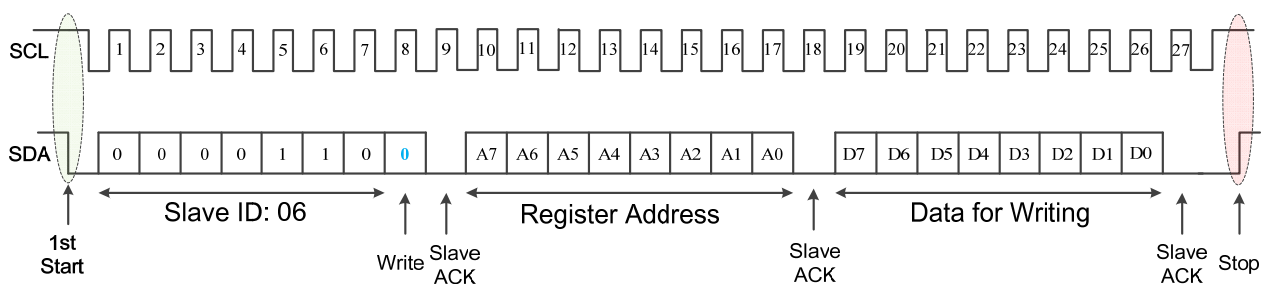 SCL 1 2 3 4 5 6 7 8 9 10 11 12 13 14 15 16 17 18 19 20 21 22 23 24 25 26 27
SDA 0 0 0 0 1 1 0 0 A7 A6 A5 A4 A3 A2 A1 A0 D7 D6 D5 D4 D3 D2 D1 D0
Slave ID: 06
Register Address
Data for Writing
1st
Start
Write
Slave
ACK
Slave
ACK
Slave
ACK
Stop